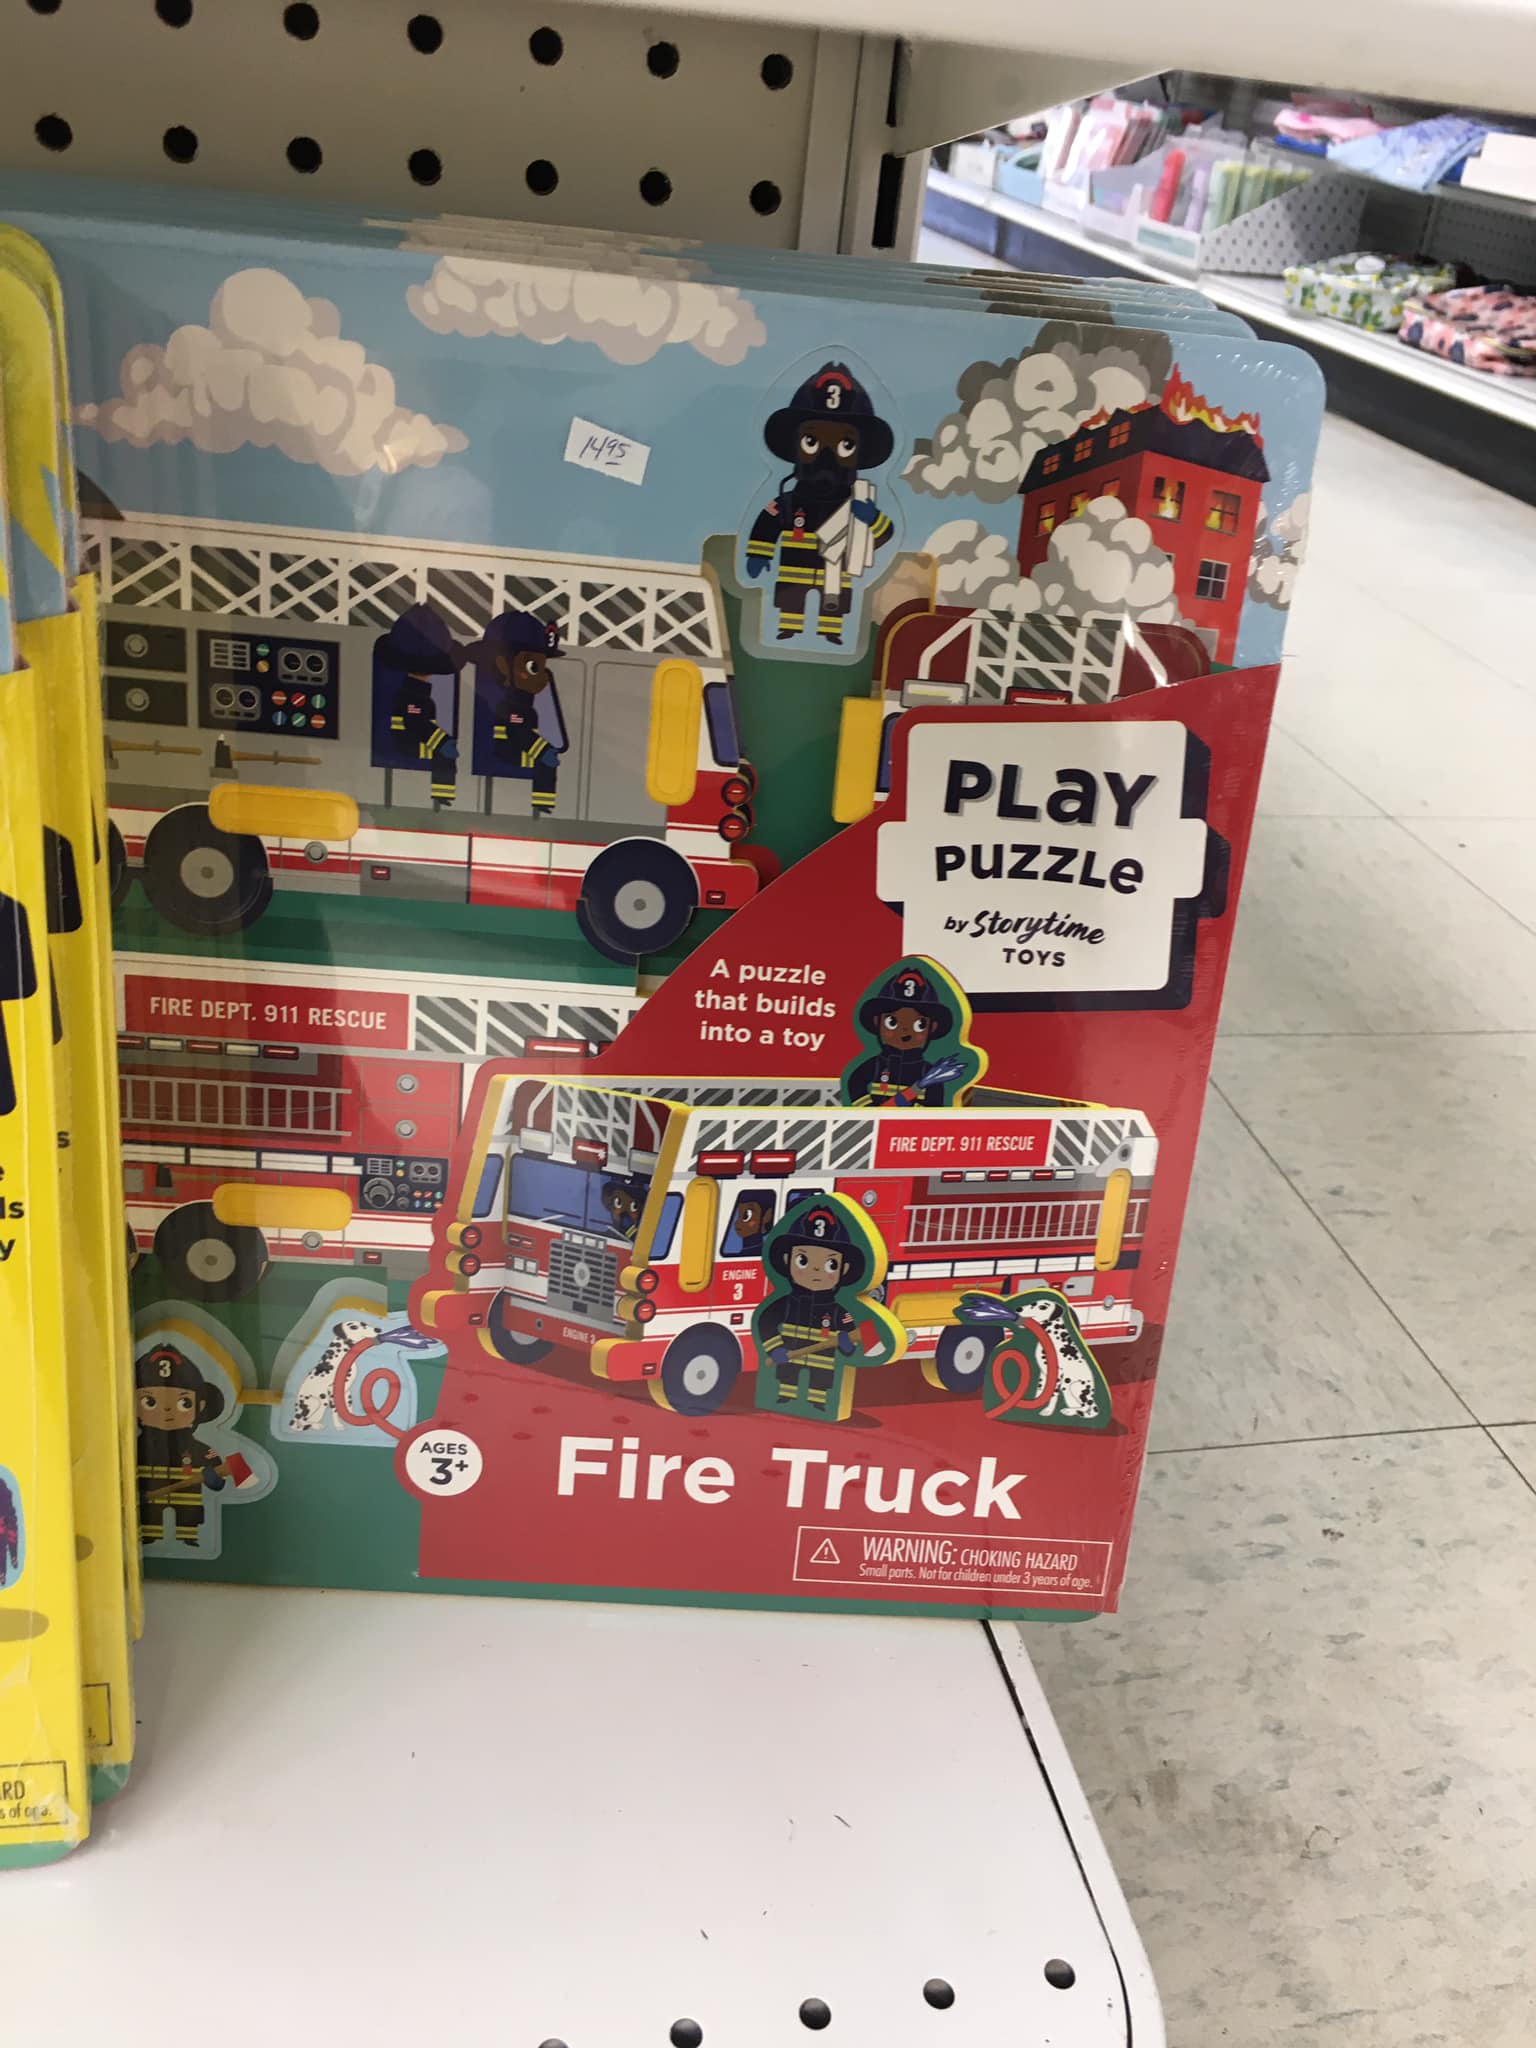 1495
3
3
PLAY
PUZZLE
by Storytime
TOYS
A puzzle
that builds
into a toy
3
FIRE DEPT. 911 RESCUE
FIRE DEPT. 911 RESCUE
3
ENGINE
3
ENGINE 3
3
AGES
3+
Fire Truck
WARNING: CHOKING HAZARD
Small parts. Not for children under 3 years of age.